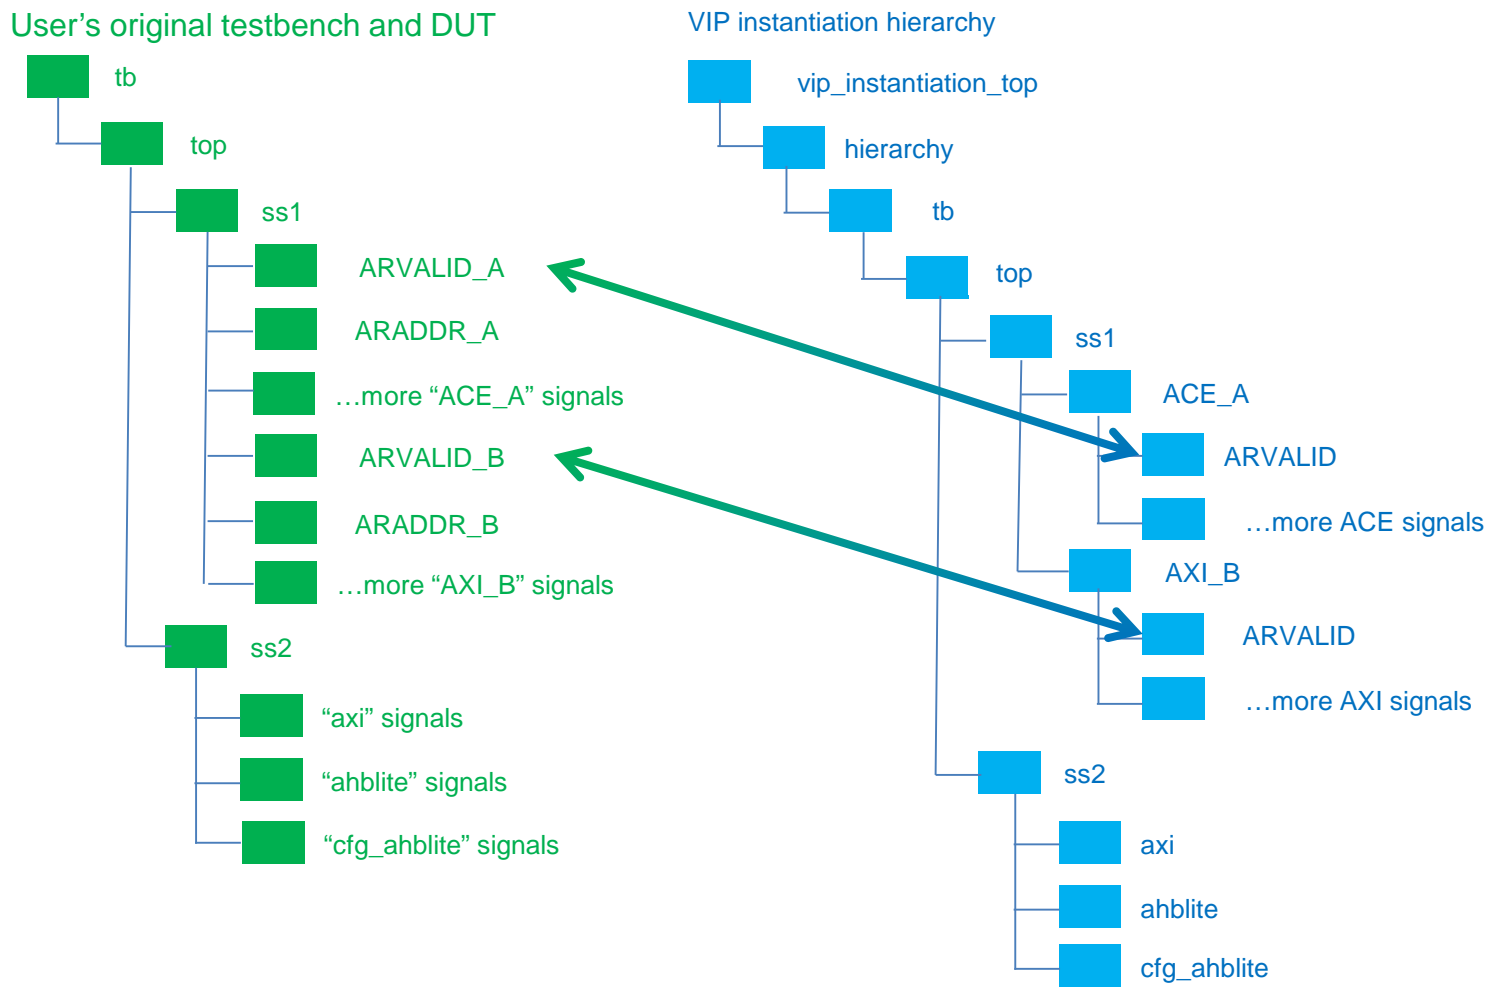 User’s original testbench and DUT
tb
top
ss1
ARVALID_A
ARADDR_A
…more “ACE_A” signals
ARVALID_B
ARADDR_B
…more “AXI_B” signals
ss2
“axi” signals
“ahblite” signals
“cfg_ahblite” signals
VIP instantiation hierarchy
vip_instantiation_top
hierarchy
tb
top
ss1
ACE_A
ARVALID
…more ACE signals
AXI_B
ARVALID
…more AXI signals
ss2
axi
ahblite
cfg_ahblite